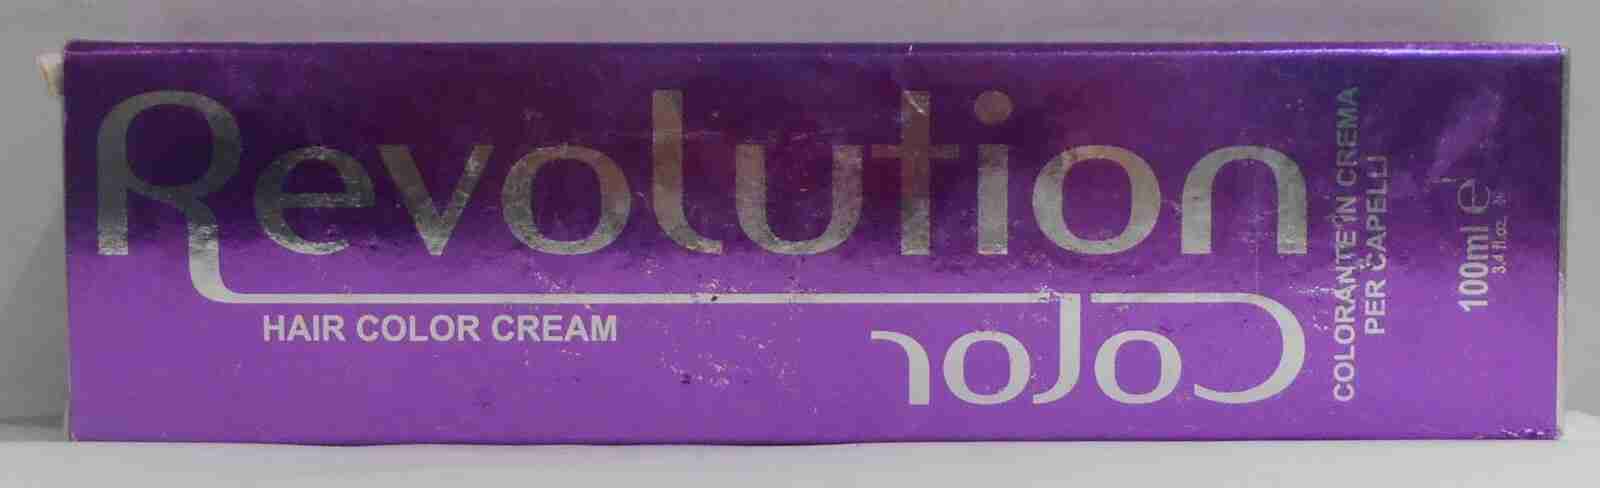 Revolution
Color
HAIR COLOR CREAM
COLORANTE IN CREMA
PER CAPELLI
100ml ℮
3.4 fl.oz.